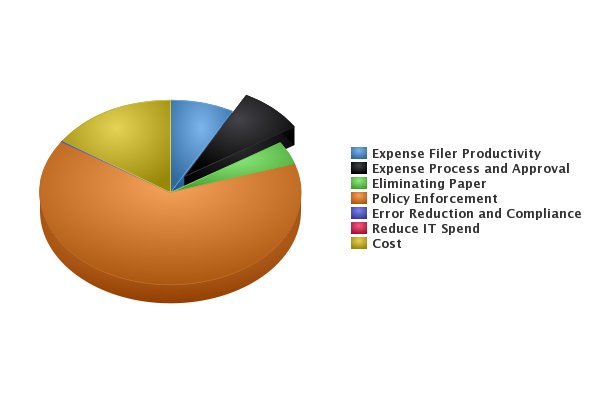 Expense Filer Productivity
Expense Process and Approval
Eliminating Paper
Policy Enforcement
Error Reduction and Compliance
Reduce IT Spend
Cost